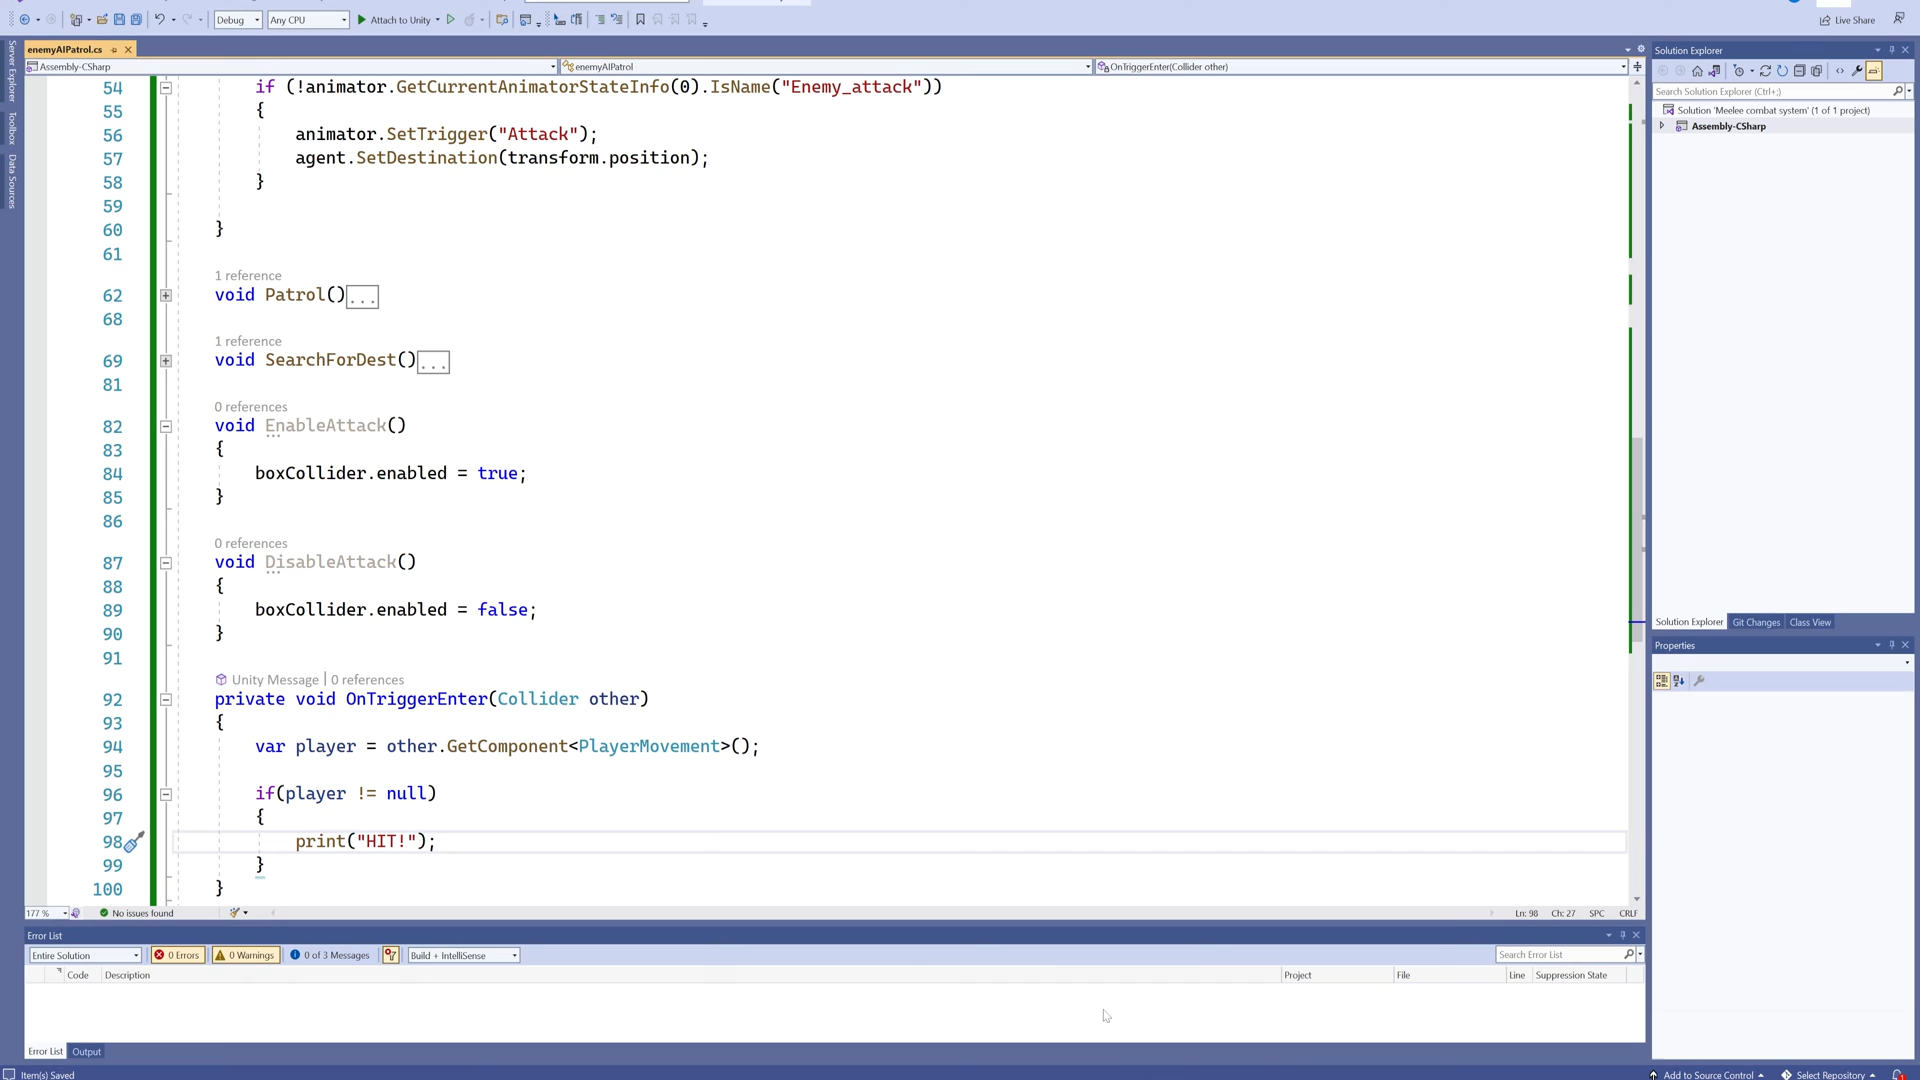 Debug
Any CPU
Attach to Unity
Live Share
enemyAIPatrol.cs
Assembly-CSharp
enemyAIPatrol
OnTriggerEnter(Collider other)
Server Explorer
Toolbox
Data Sources
54 if (!animator.GetCurrentAnimatorStateInfo(0).IsName("Enemy_attack"))
55 {
56 animator.SetTrigger("Attack");
57 agent.SetDestination(transform.position);
58 }
59
60 }
61
1 reference
62 void Patrol()...
68
1 reference
69 void SearchForDest()...
81
0 references
82 void EnableAttack()
83 {
84 boxCollider.enabled = true;
85 }
86
0 references
87 void DisableAttack()
88 {
89 boxCollider.enabled = false;
90 }
91
Unity Message | 0 references
92 private void OnTriggerEnter(Collider other)
93 {
94 var player = other.GetComponent<PlayerMovement>();
95
96 if(player != null)
97 {
98 print("HIT!");
99 }
100 }
177 %
No issues found
Ln: 98 Ch: 27 SPC CRLF
Error List
Entire Solution
0 Errors
0 Warnings
0 of 3 Messages
Build + IntelliSense
Search Error List
Code Description Project File Line Suppression State
Error List Output
Item(s) Saved
Solution Explorer
Search Solution Explorer (Ctrl+;)
Solution 'Meelee combat system' (1 of 1 project)
Assembly-CSharp
Solution Explorer Git Changes Class View
Properties
Add to Source Control
Select Repository